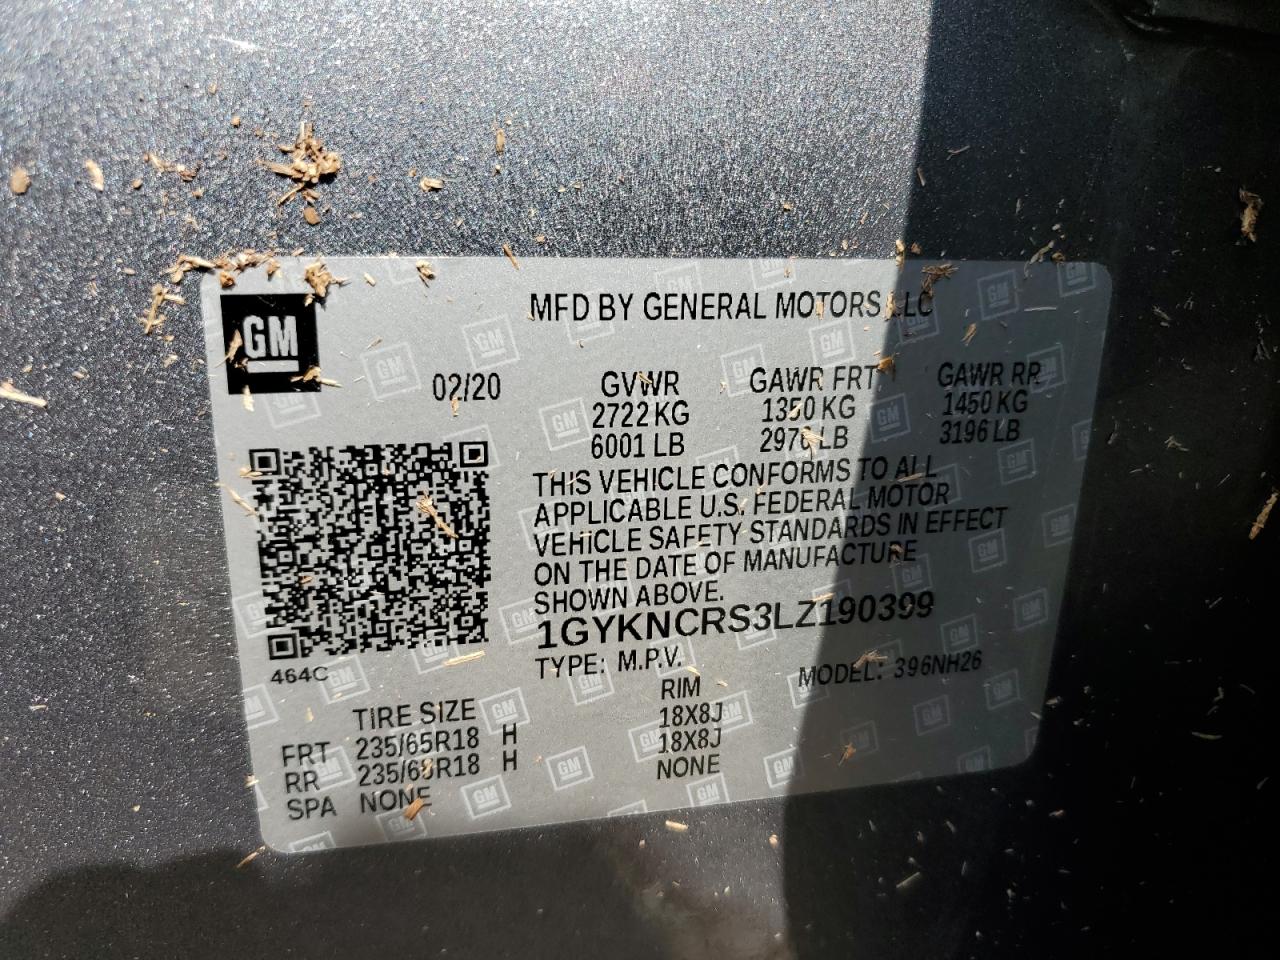 GM
MFD BY GENERAL MOTORS LLC
02/20
GVWR GAWR FRT GAWR RR
2722 KG 1350 KG 1450 KG
6001 LB 2976 LB 3196 LB
THIS VEHICLE CONFORMS TO ALL
APPLICABLE U.S. FEDERAL MOTOR
VEHICLE SAFETY STANDARDS IN EFFECT
ON THE DATE OF MANUFACTURE
SHOWN ABOVE.
1GYKNCRS3LZ190399
TYPE: M.P.V. MODEL: 396NH26
464C
TIRE SIZE RIM
FRT 235/65R18 H 18X8J
RR 235/65R18 H 18X8J
SPA NONE NONE